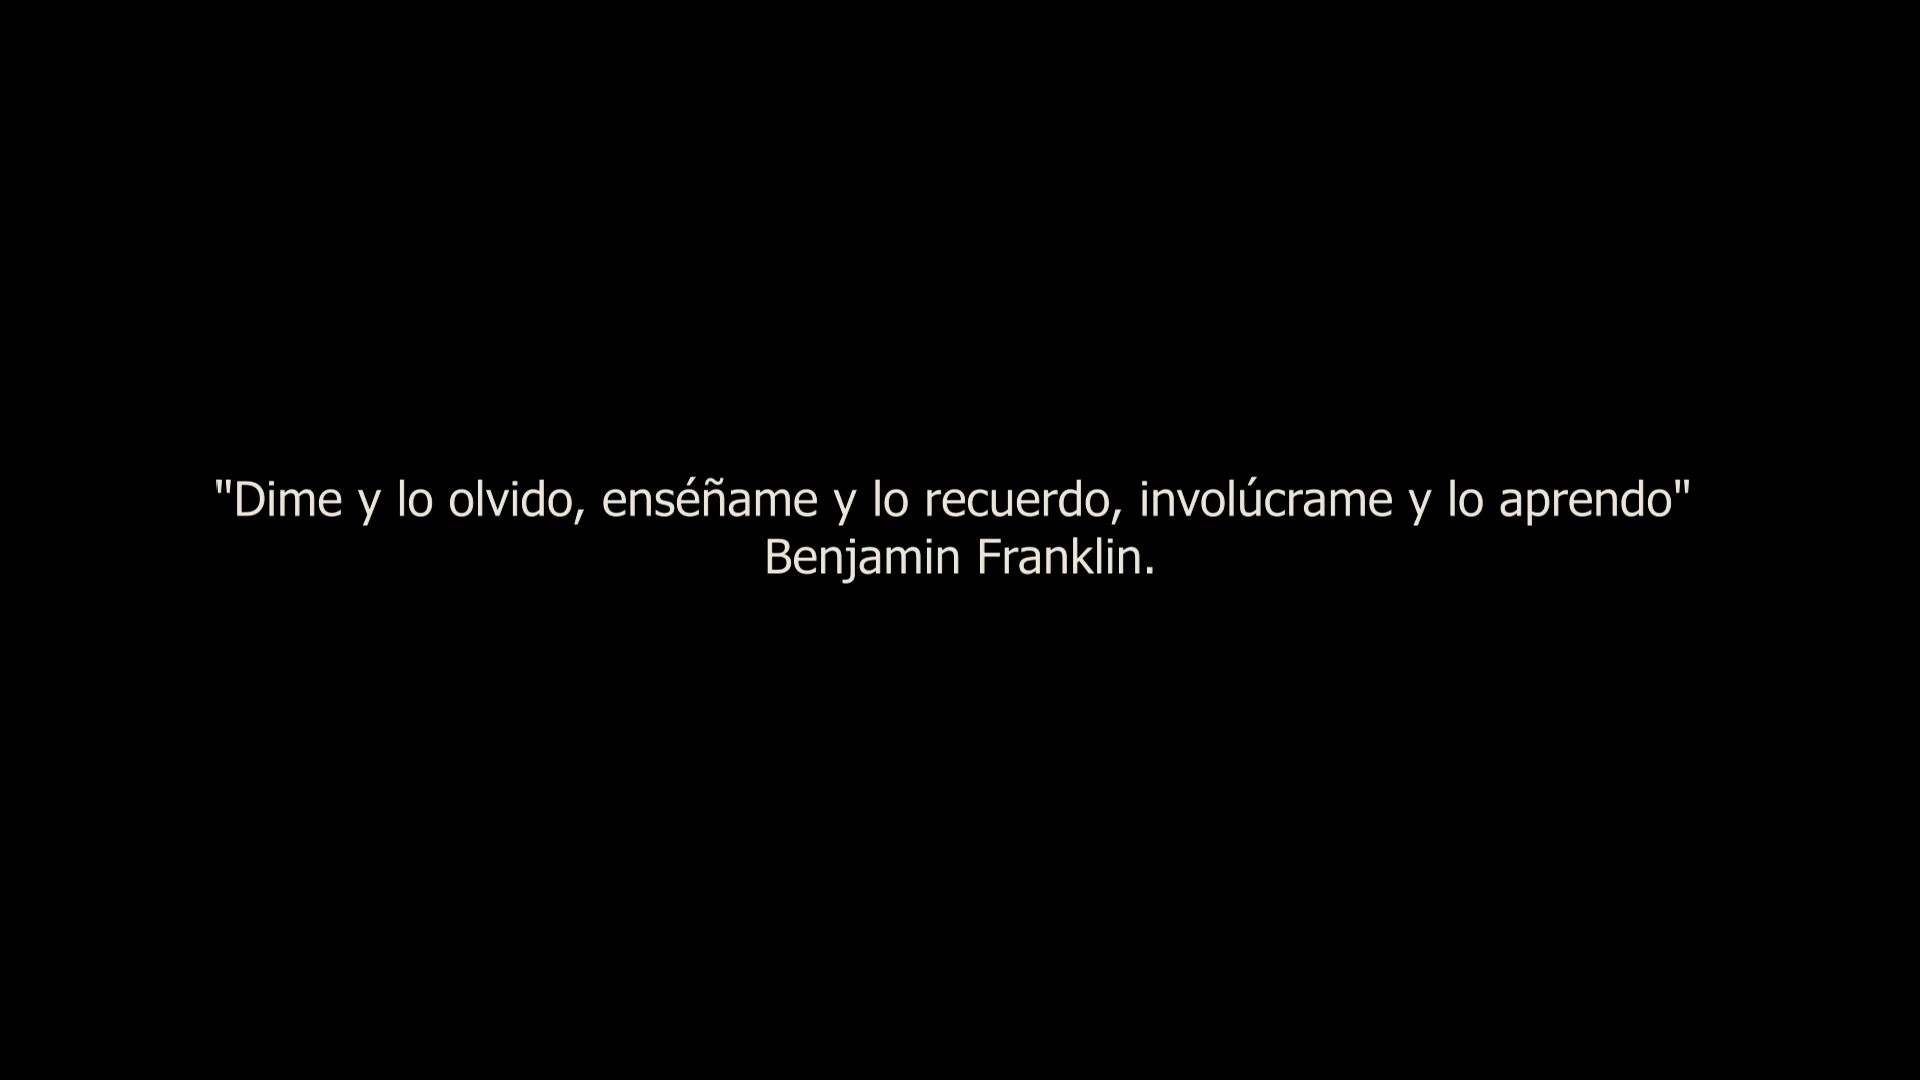 "Dime y lo olvido, enséñame y lo recuerdo, involúcrame y lo aprendo"
Benjamin Franklin.